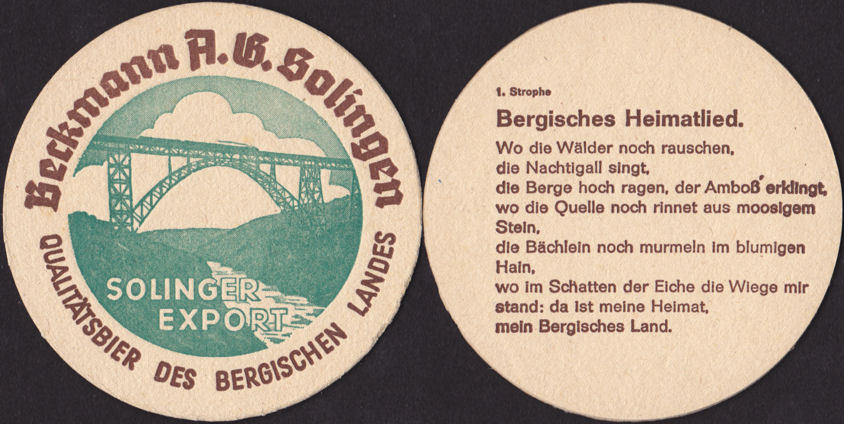 Beckmann A. G. Solingen
SOLINGER
EXPORT
QUALITÄTSBIER DES BERGISCHEN LANDES
1. Strophe
Bergisches Heimatlied.
Wo die Wälder noch rauschen,
die Nachtigall singt,
die Berge hoch ragen, der Amboß erklingt,
wo die Quelle noch rinnet aus moosigem
Stein,
die Bächlein noch murmeln im blumigen
Hain,
wo im Schatten der Eiche die Wiege mir
stand: da ist meine Heimat,
mein Bergisches Land.